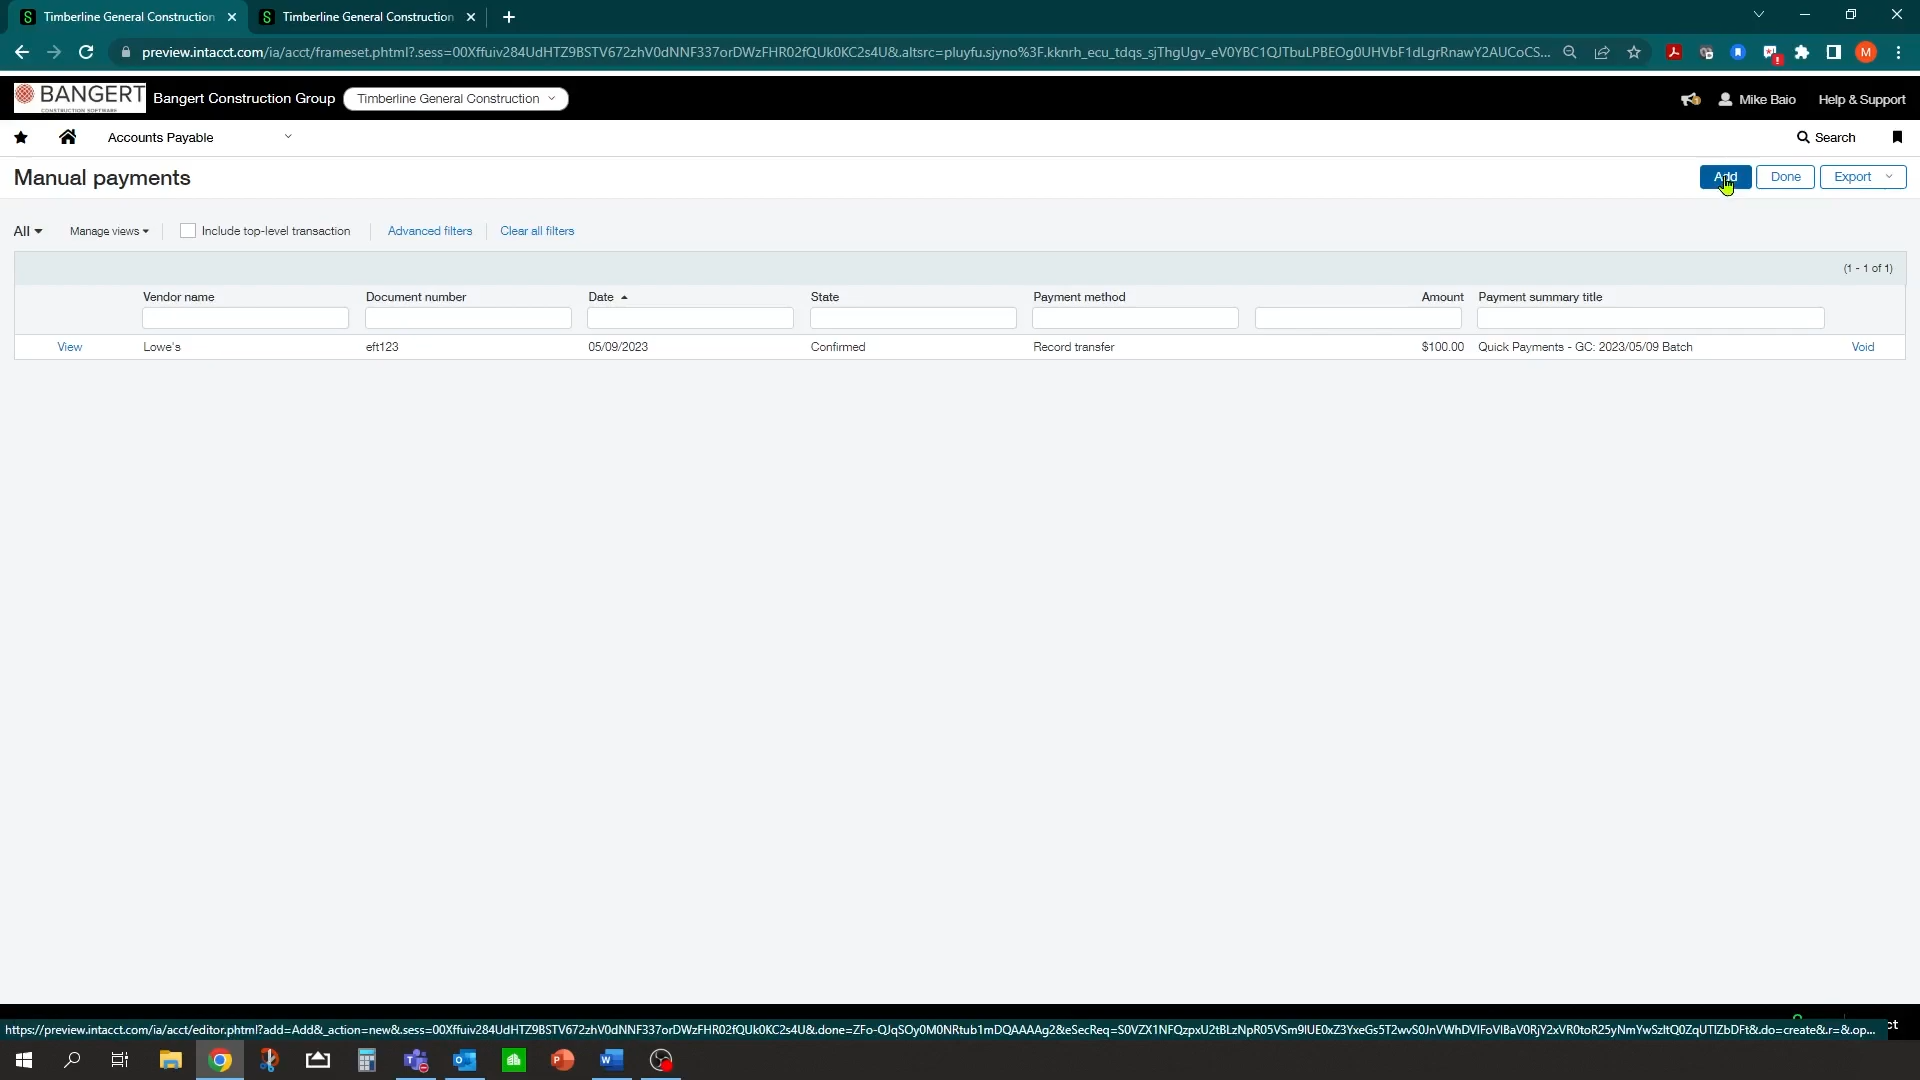 Timberline General Construction
Timberline General Construction
preview.intacct.com/ia/acct/frameset.phtml?.sess=00Xffuiv284UdHTZ9BSTV672zhV0dNNF337orDWzFHR02fQUk0KC2s4U&.altsrc=pluyfu.sjyno%3F.kknrh_ecu_tdqs_sjThgUgv_eV0YBC1QJTbuLPBEOg0UHVbF1dLgrRnawY2AUCoCS...
M
BANGERT
CONSTRUCTION SOFTWARE
Bangert Construction Group
Timberline General Construction
Mike Baio
Help & Support
Accounts Payable
Search
Manual payments
Add
Done
Export
All
Manage views
Include top-level transaction
Advanced filters
Clear all filters
(1 - 1 of 1)
Vendor name Document number Date State Payment method Amount Payment summary title
View Lowe's eft123 05/09/2023 Confirmed Record transfer $100.00 Quick Payments - GC: 2023/05/09 Batch Void
https://preview.intacct.com/ia/acct/editor.phtml?add=Add&_action=new&.sess=00Xffuiv284UdHTZ9BSTV672zhV0dNNF337orDWzFHR02fQUk0KC2s4U&.done=ZFo-QJqSOy0M0NRtub1mDQAAAAg2&eSecReq=S0VZX1NFQzpxU2tBLzNpR05VSm9lUE0xZ3YxeGs5T2wvS0JnVWhDVlFoVlBaV0RjY2xVR0toR25yNmYwSzltQ0ZqUTlZbDFt&.do=create&.r=&.op...